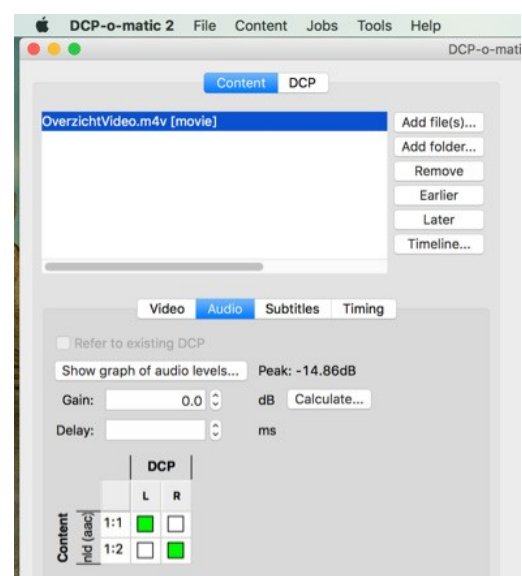 DCP-o-matic 2 File Content Jobs Tools Help
DCP-o-mati
Content DCP
OverzichtVideo.m4v [movie]
Add file(s)...
Add folder...
Remove
Earlier
Later
Timeline...
Video Audio Subtitles Timing
Refer to existing DCP
Show graph of audio levels... Peak: -14.86dB
Gain: 0.0 dB Calculate...
Delay: ms
DCP
L R
Content
nld (aac)
1:1
1:2